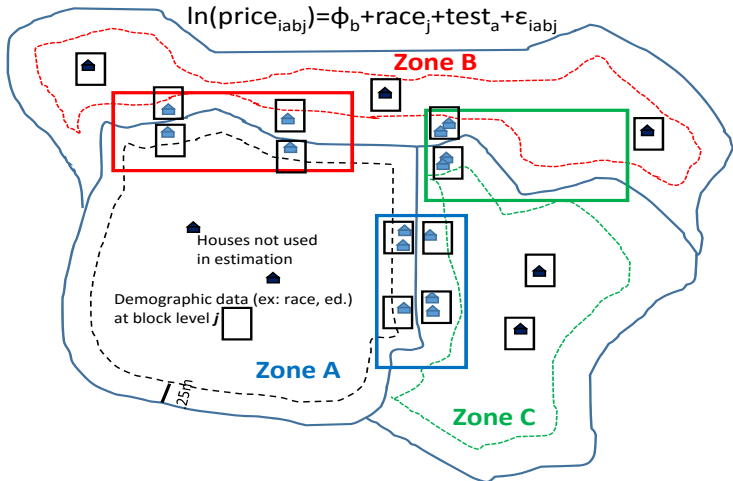 ln(price_iabj)=ϕ_b+race_j+test_a+ε_iabj
Zone B
Houses not used
in estimation
Demographic data (ex: race, ed.)
at block level j
Zone A
Zone C
.25m